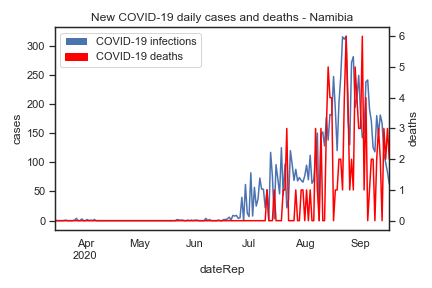 New COVID-19 daily cases and deaths - Namibia
COVID-19 infections
COVID-19 deaths
cases
300
250
200
150
100
50
0
deaths
6
5
4
3
2
1
0
Apr May Jun Jul Aug Sep
2020
dateRep